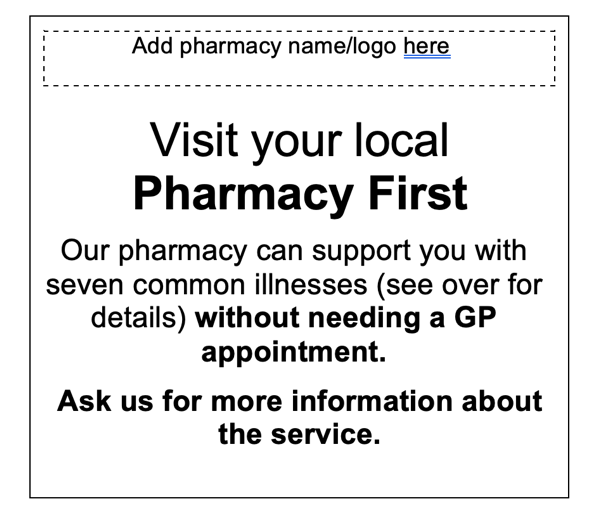 Add pharmacy name/logo here
Visit your local
Pharmacy First
Our pharmacy can support you with
seven common illnesses (see over for
details) without needing a GP
appointment.
Ask us for more information about
the service.